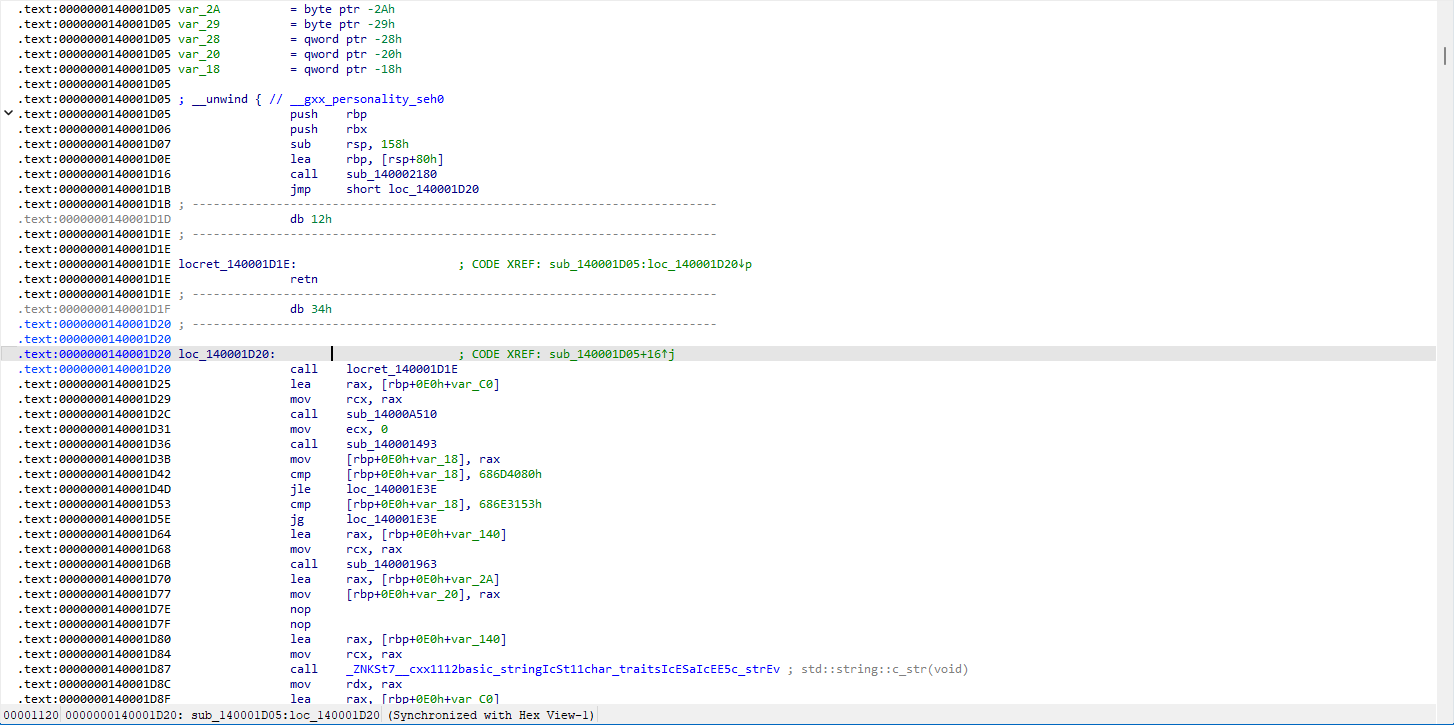 .text:0000000140001D05 var_2A          = byte ptr -2Ah
.text:0000000140001D05 var_29          = byte ptr -29h
.text:0000000140001D05 var_28          = qword ptr -28h
.text:0000000140001D05 var_20          = qword ptr -20h
.text:0000000140001D05 var_18          = qword ptr -18h
.text:0000000140001D05
.text:0000000140001D05 ; __unwind { // __gxx_personality_seh0
.text:0000000140001D05                 push    rbp
.text:0000000140001D06                 push    rbx
.text:0000000140001D07                 sub     rsp, 158h
.text:0000000140001D0E                 lea     rbp, [rsp+80h]
.text:0000000140001D16                 call    sub_140002180
.text:0000000140001D1B                 jmp     short loc_140001D20
.text:0000000140001D1B ; ---------------------------------------------------------------------------
.text:0000000140001D1D                 db 12h
.text:0000000140001D1E ; ---------------------------------------------------------------------------
.text:0000000140001D1E
.text:0000000140001D1E locret_140001D1E:                       ; CODE XREF: sub_140001D05:loc_140001D20↓p
.text:0000000140001D1E                 retn
.text:0000000140001D1E ; ---------------------------------------------------------------------------
.text:0000000140001D1F                 db 34h
.text:0000000140001D20 ; ---------------------------------------------------------------------------
.text:0000000140001D20
.text:0000000140001D20 loc_140001D20:                          ; CODE XREF: sub_140001D05+16↑j
.text:0000000140001D20                 call    locret_140001D1E
.text:0000000140001D25                 lea     rax, [rbp+0E0h+var_C0]
.text:0000000140001D29                 mov     rcx, rax
.text:0000000140001D2C                 call    sub_14000A510
.text:0000000140001D31                 mov     ecx, 0
.text:0000000140001D36                 call    sub_140001493
.text:0000000140001D3B                 mov     [rbp+0E0h+var_18], rax
.text:0000000140001D42                 cmp     [rbp+0E0h+var_18], 686D4080h
.text:0000000140001D4D                 jle     loc_140001E3E
.text:0000000140001D53                 cmp     [rbp+0E0h+var_18], 686E3153h
.text:0000000140001D5E                 jg      loc_140001E3E
.text:0000000140001D64                 lea     rax, [rbp+0E0h+var_140]
.text:0000000140001D68                 mov     rcx, rax
.text:0000000140001D6B                 call    sub_140001963
.text:0000000140001D70                 lea     rax, [rbp+0E0h+var_2A]
.text:0000000140001D77                 mov     [rbp+0E0h+var_20], rax
.text:0000000140001D7E                 nop
.text:0000000140001D7F                 nop
.text:0000000140001D80                 lea     rax, [rbp+0E0h+var_140]
.text:0000000140001D84                 mov     rcx, rax
.text:0000000140001D87                 call    _ZNKSt7__cxx1112basic_stringIcSt11char_traitsIcESaIcEE5c_strEv ; std::string::c_str(void)
.text:0000000140001D8C                 mov     rdx, rax
.text:0000000140001D8F                 lea     rax, [rbp+0E0h+var_C0]
00001120 0000000140001D20: sub_140001D05:loc_140001D20 (Synchronized with Hex View-1)